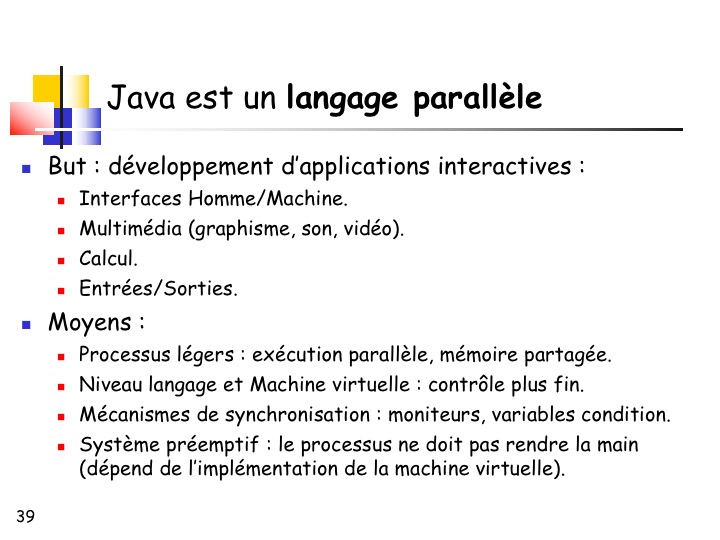 Java est un langage parallèle
But : développement d’applications interactives :
Interfaces Homme/Machine.
Multimédia (graphisme, son, vidéo).
Calcul.
Entrées/Sorties.
Moyens :
Processus légers : exécution parallèle, mémoire partagée.
Niveau langage et Machine virtuelle : contrôle plus fin.
Mécanismes de synchronisation : moniteurs, variables condition.
Système préemptif : le processus ne doit pas rendre la main
(dépend de l’implémentation de la machine virtuelle).
39